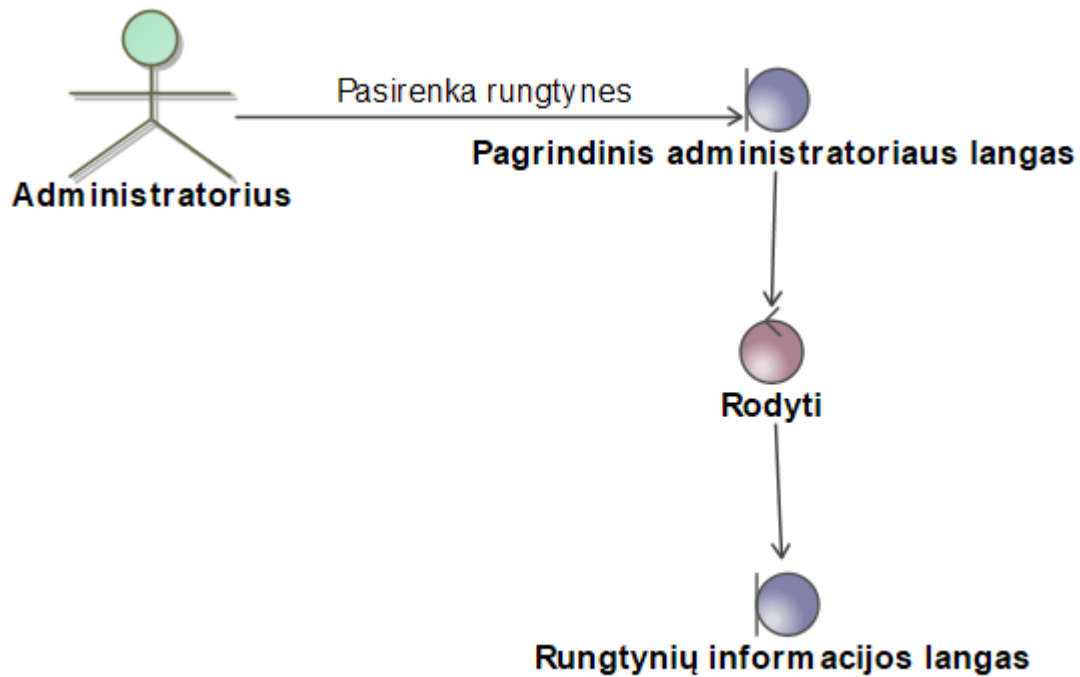 Pasirenka rungtynes
Pagrindinis administratoriaus langas
Administratorius
Rodyti
Rungtynių informacijos langas